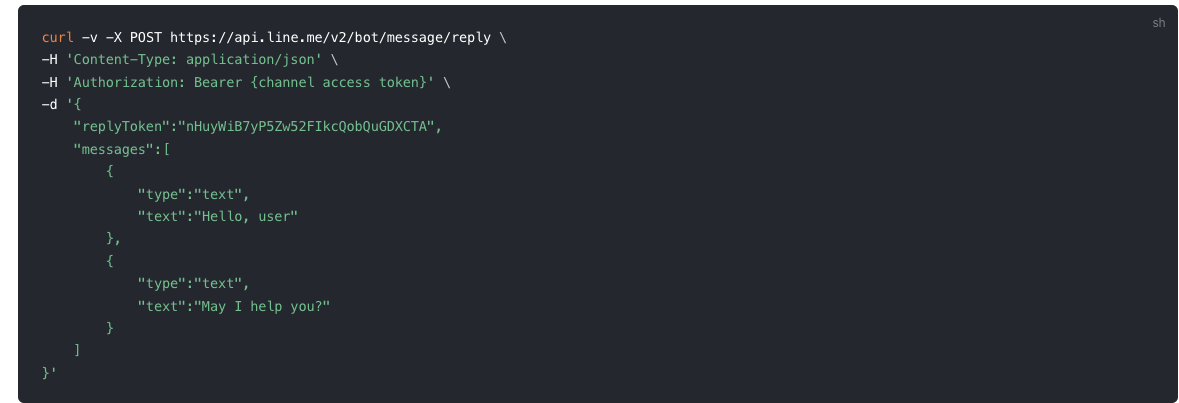 sh
curl -v -X POST https://api.line.me/v2/bot/message/reply \
-H 'Content-Type: application/json' \
-H 'Authorization: Bearer {channel access token}' \
-d '{
    "replyToken":"nHuyWiB7yP5Zw52FIkcQobQuGDXCTA",
    "messages":[
        {
            "type":"text",
            "text":"Hello, user"
        },
        {
            "type":"text",
            "text":"May I help you?"
        }
    ]
}'